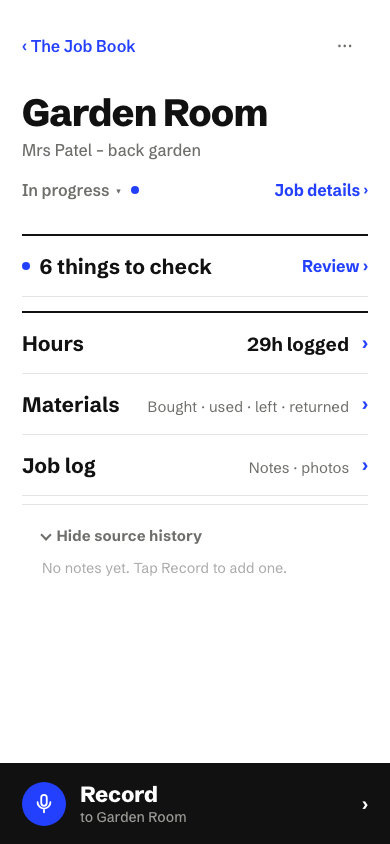 ‹ The Job Book ···
Garden Room
Mrs Patel – back garden
In progress ▾ Job details ›
6 things to check Review ›
Hours 29h logged ›
Materials Bought · used · left · returned ›
Job log Notes · photos ›
Hide source history
No notes yet. Tap Record to add one.
Record ›
to Garden Room